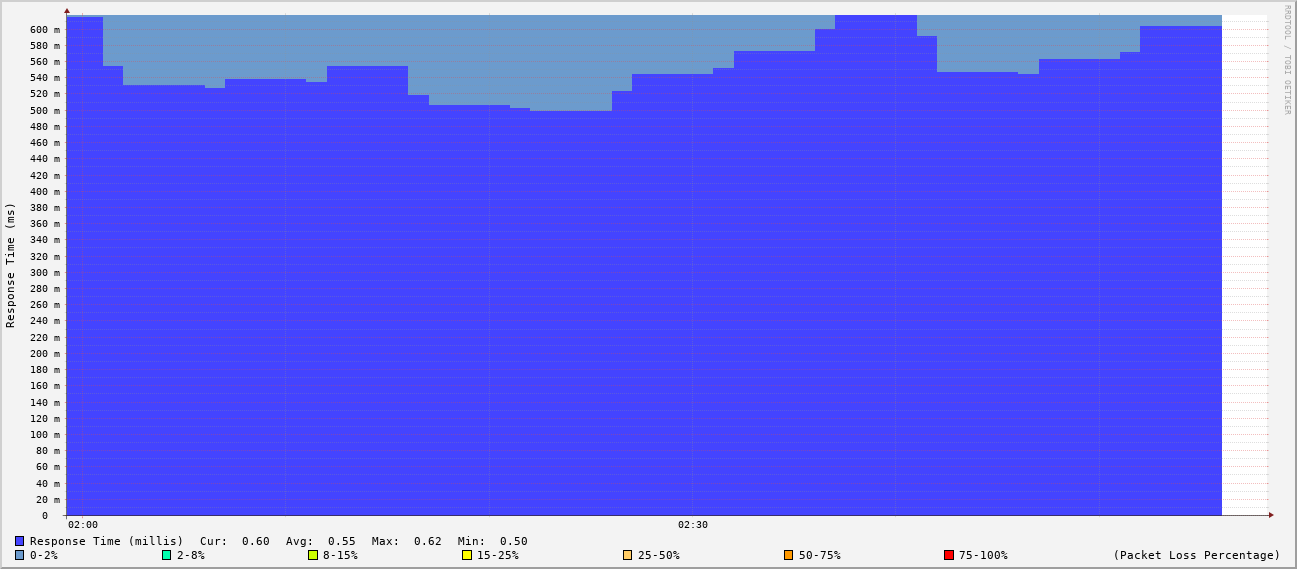 RRDTOOL / TOBI OETIKER
Response Time (ms)
600 m
580 m
560 m
540 m
520 m
500 m
480 m
460 m
440 m
420 m
400 m
380 m
360 m
340 m
320 m
300 m
280 m
260 m
240 m
220 m
200 m
180 m
160 m
140 m
120 m
100 m
80 m
60 m
40 m
20 m
0
02:00 02:30
Response Time (millis) Cur: 0.60 Avg: 0.55 Max: 0.62 Min: 0.50
0-2% 2-8% 8-15% 15-25% 25-50% 50-75% 75-100% (Packet Loss Percentage)